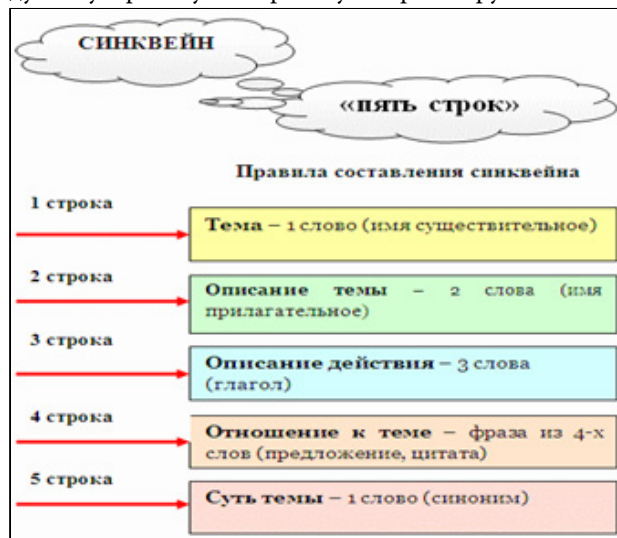 СИНКВЕЙН
«пять строк»
Правила составления синквейна
1 строка
Тема – 1 слово (имя существительное)
2 строка
Описание темы – 2 слова (имя
прилагательное)
3 строка
Описание действия – 3 слова
(глагол)
4 строка
Отношение к теме – фраза из 4-х
слов (предложение, цитата)
5 строка
Суть темы – 1 слово (синоним)